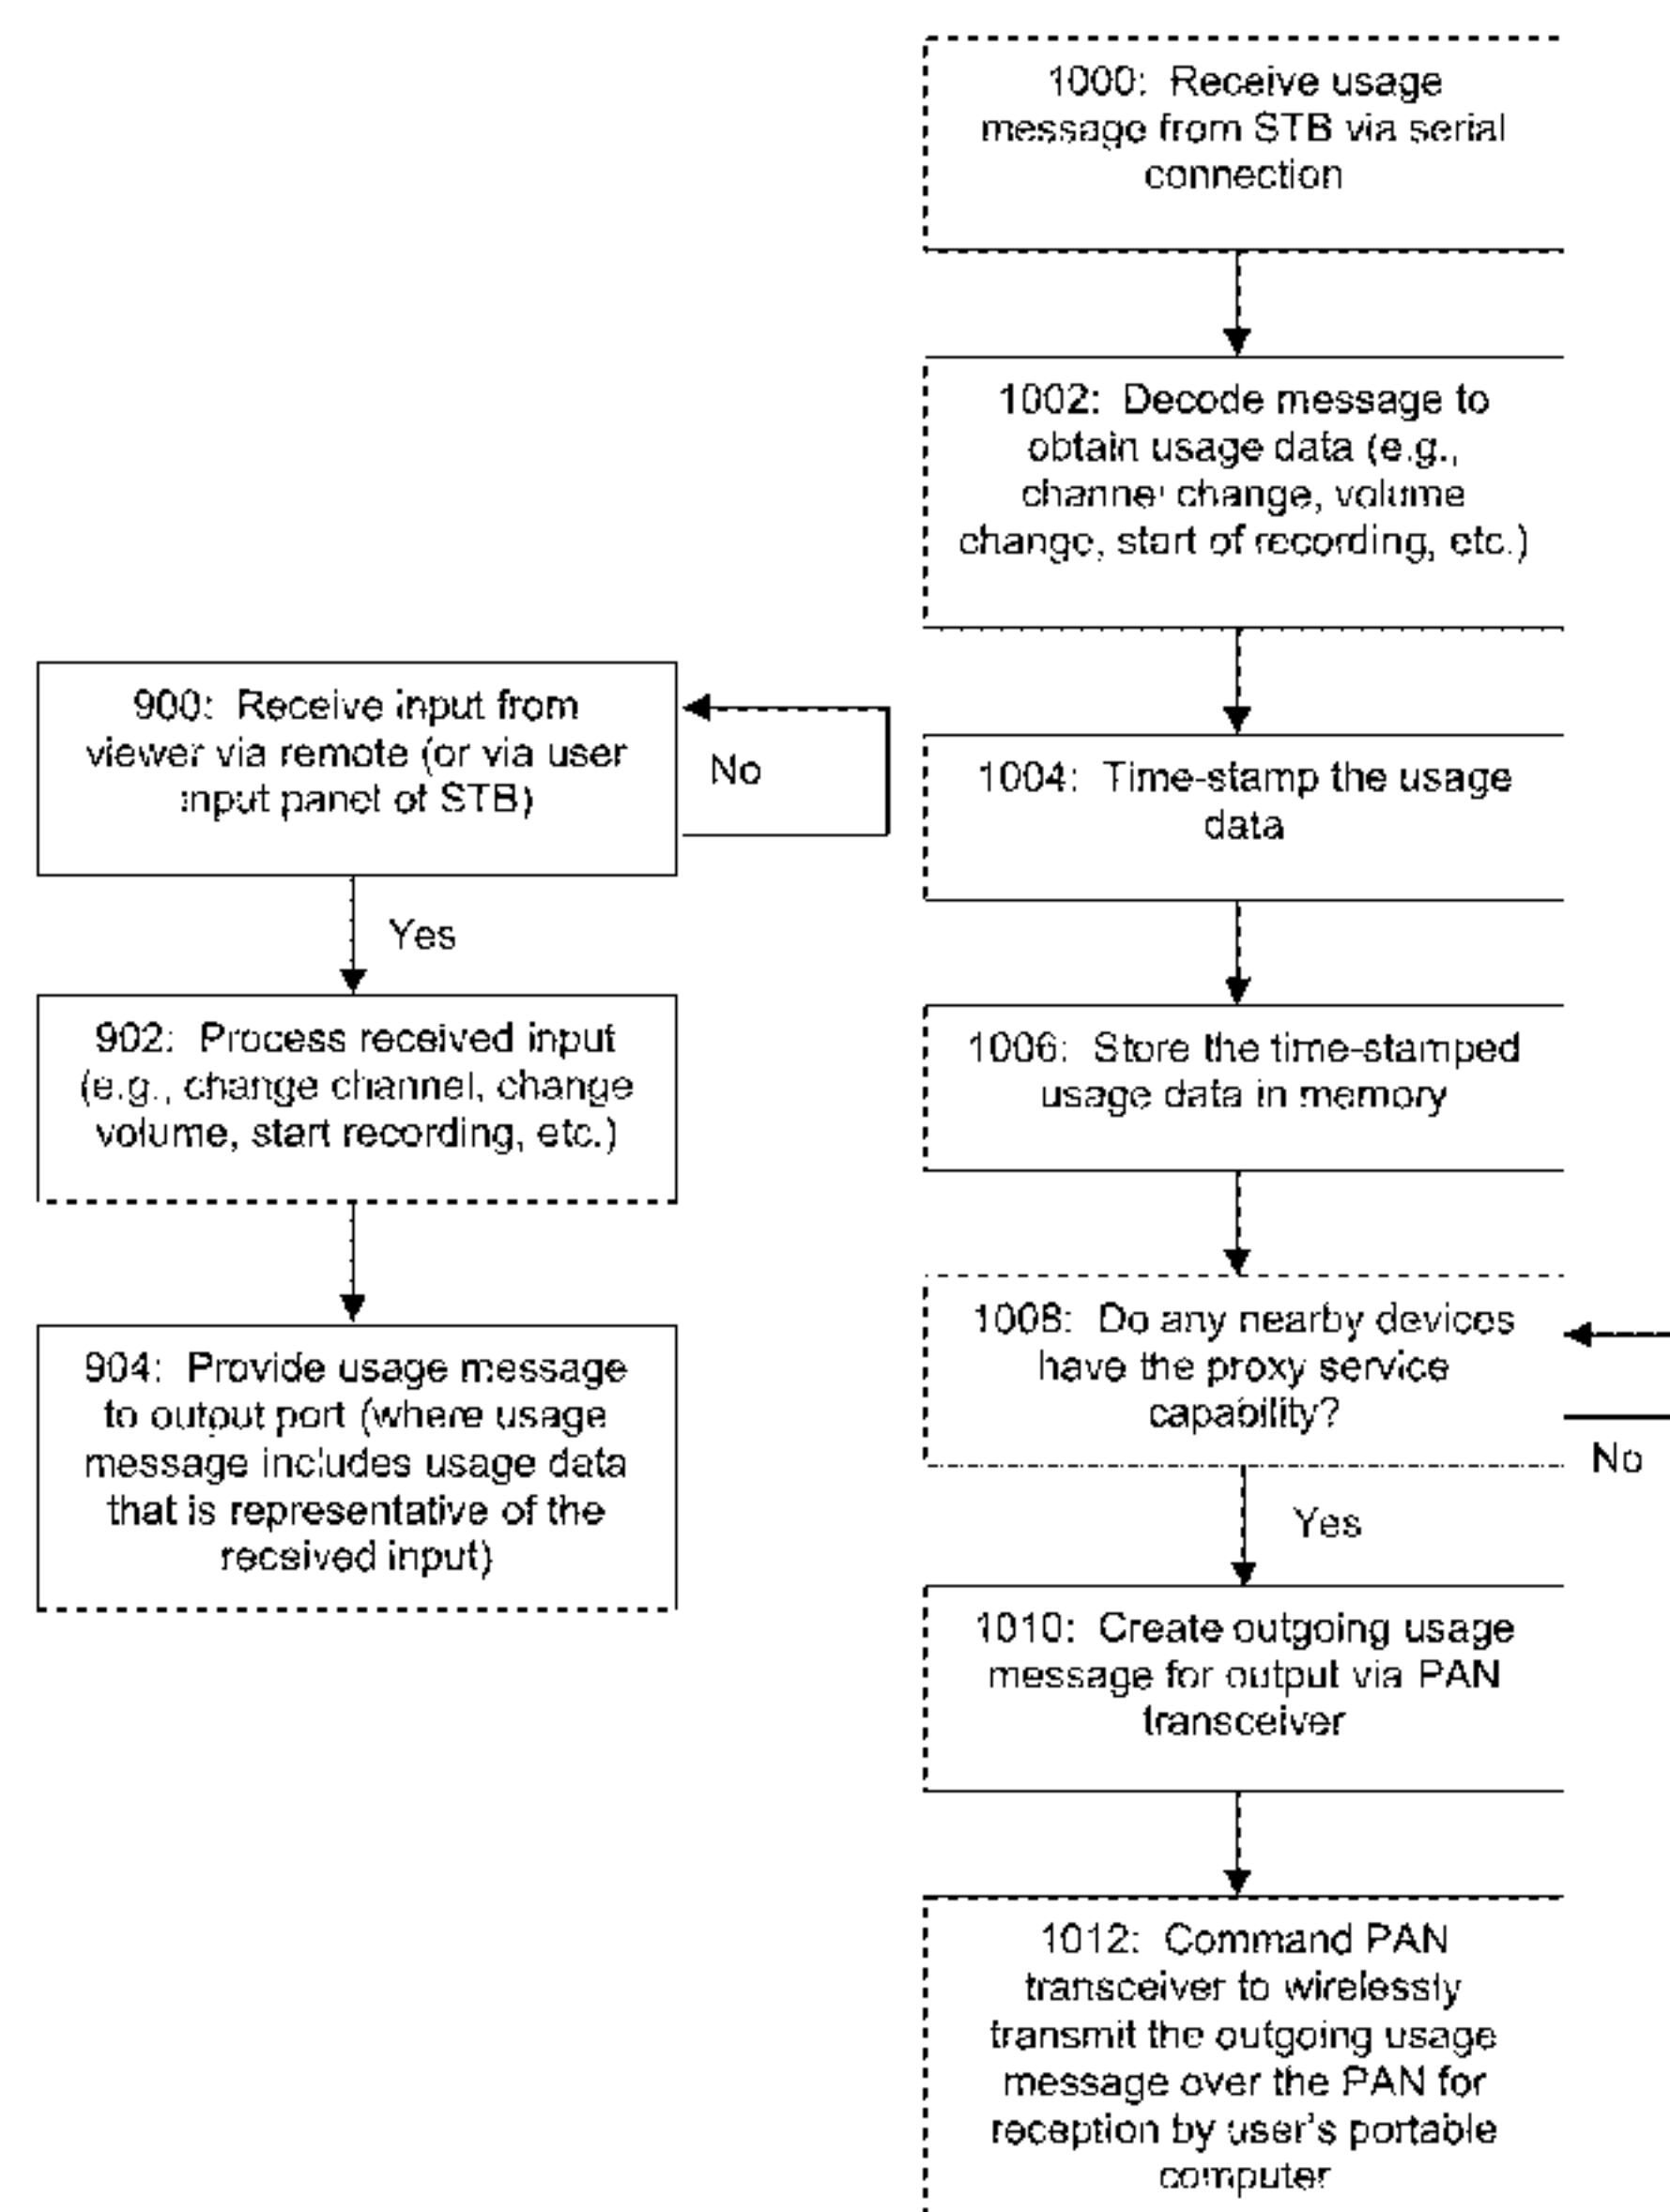 900: Receive input from
viewer via remote (or via user
input panel of STB)
No
Yes
902: Process received input
(e.g., change channel, change
volume, start recording, etc.)
904: Provide usage message
to output port (where usage
message includes usage data
that is representative of the
received input)
1000: Receive usage
message from STB via serial
connection
1002: Decode message to
obtain usage data (e.g.,
channel change, volume
change, start of recording, etc.)
1004: Time-stamp the usage
data
1006: Store the time-stamped
usage data in memory
1008: Do any nearby devices
have the proxy service
capability?
No
Yes
1010: Create outgoing usage
message for output via PAN
transceiver
1012: Command PAN
transceiver to wirelessly
transmit the outgoing usage
message over the PAN for
reception by user's portable
computer